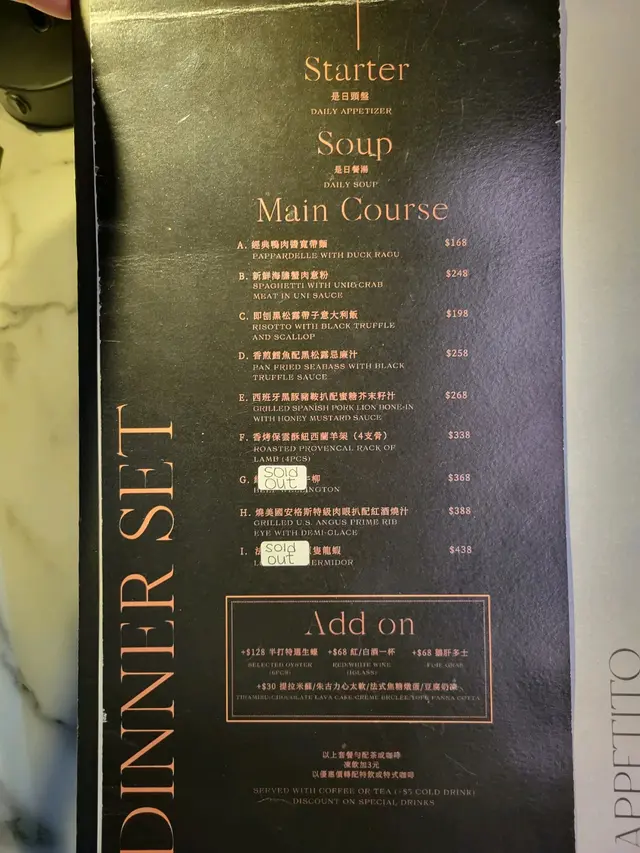 Starter
是日頭盤
DAILY APPETIZER
Soup
是日餐湯
DAILY SOUP
Main Course
A. 經典鴨肉醬寬帶麵 $168
PAPPARDELLE WITH DUCK RAGU
B. 新鮮海膽蟹肉意粉 $248
SPAGHETTI WITH UNI&CRAB
MEAT IN UNI SAUCE
C. 即刨黑松露帶子意大利飯 $198
RISOTTO WITH BLACK TRUFFLE
AND SCALLOP
D. 香煎鱸魚配黑松露忌廉汁 $258
PAN FRIED SEABASS WITH BLACK
TRUFFLE SAUCE
E. 西班牙黑豚豬鞍扒配蜜糖芥末籽汁 $268
GRILLED SPANISH PORK LION BONE-IN
WITH HONEY MUSTARD SAUCE
F. 香烤保雲酥紐西蘭羊架 (4支骨) $338
ROASTED PROVENCAL RACK OF
LAMB (4PCS)
G. 柳 $368
sold
out
H. 燒美國安格斯特級肉眼扒配紅酒燒汁 $388
GRILLED U.S. ANGUS PRIME RIB
EYE WITH DEMI-GLACE
I. 隻龍蝦 $438
sold
out
ERMIDOR
Add on
+$128 半打特選生蠔 +$68 紅/白酒一杯 +$68 鵝肝多士
SELECTED OYSTER RED/WHITE WINE FOIE GRAS
(6PCS) (1GLASS)
+$30 提拉米蘇/朱古力心太軟/法式焦糖燉蛋/豆腐奶凍
TIRAMISU/CHOCOLATE LAVA CAKE/CREME BRULEE/TOFU PANNA COTTA
以上套餐均配茶或咖啡
凍飲加3元
以優惠價轉配特飲或特式咖啡
SERVED WITH COFFEE OR TEA (+$3 COLD DRINK)
DISCOUNT ON SPECIAL DRINKS
DINNER SET
APPETITO